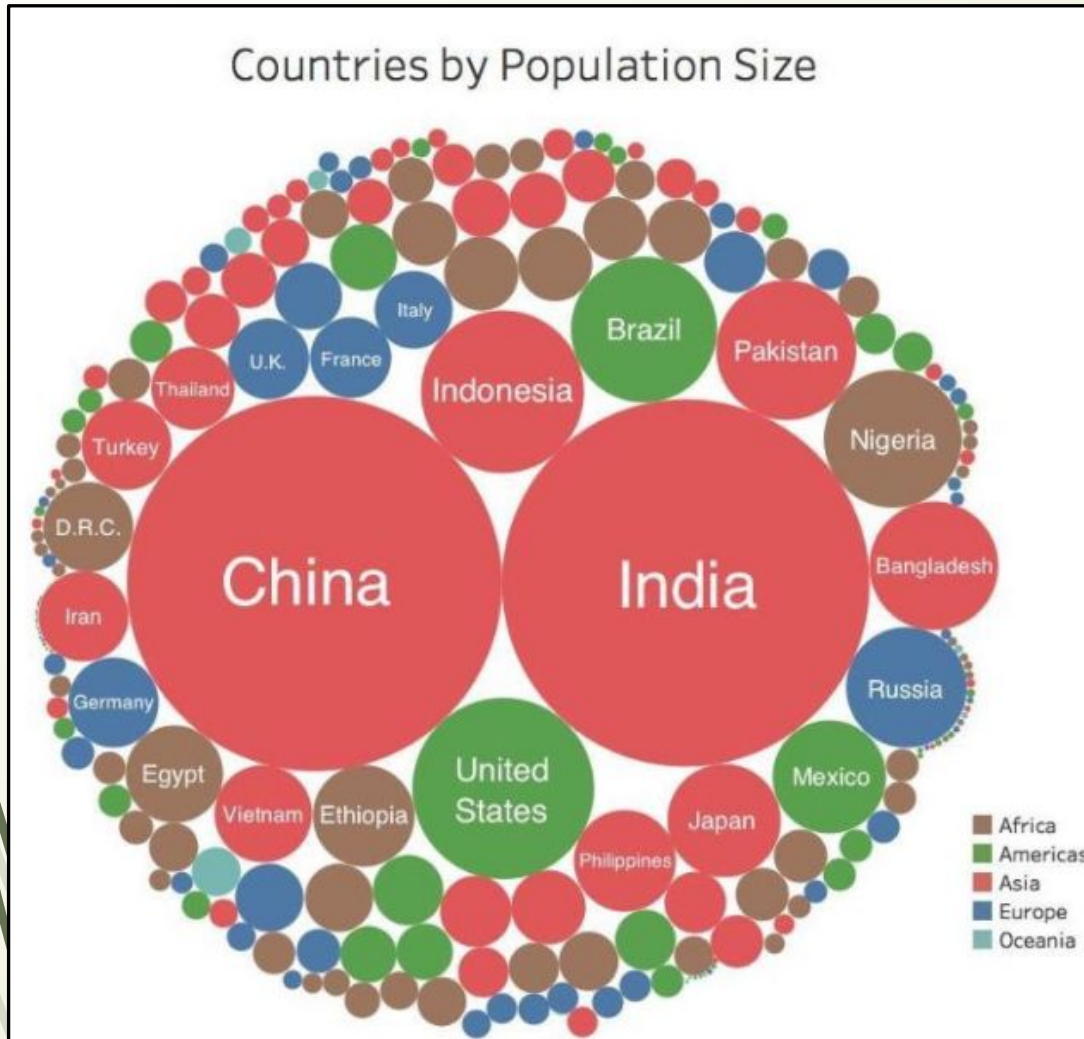 Countries by Population Size
Italy
Brazil
U.K.
France
Pakistan
Thailand
Indonesia
Turkey
Nigeria
D.R.C.
China
India
Bangladesh
Iran
Germany
Russia
Egypt
United
States
Mexico
Vietnam
Ethiopia
Japan
Philippines
Africa
Americas
Asia
Europe
Oceania